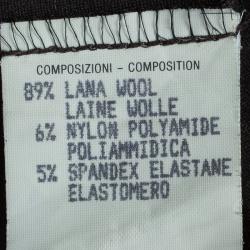 COMPOSIZIONI - COMPOSITION
89% LANA WOOL
LAINE WOLLE
6% NYLON POLYAMIDE
POLIAMMIDICA
5% SPANDEX ELASTANE
ELASTOMERO